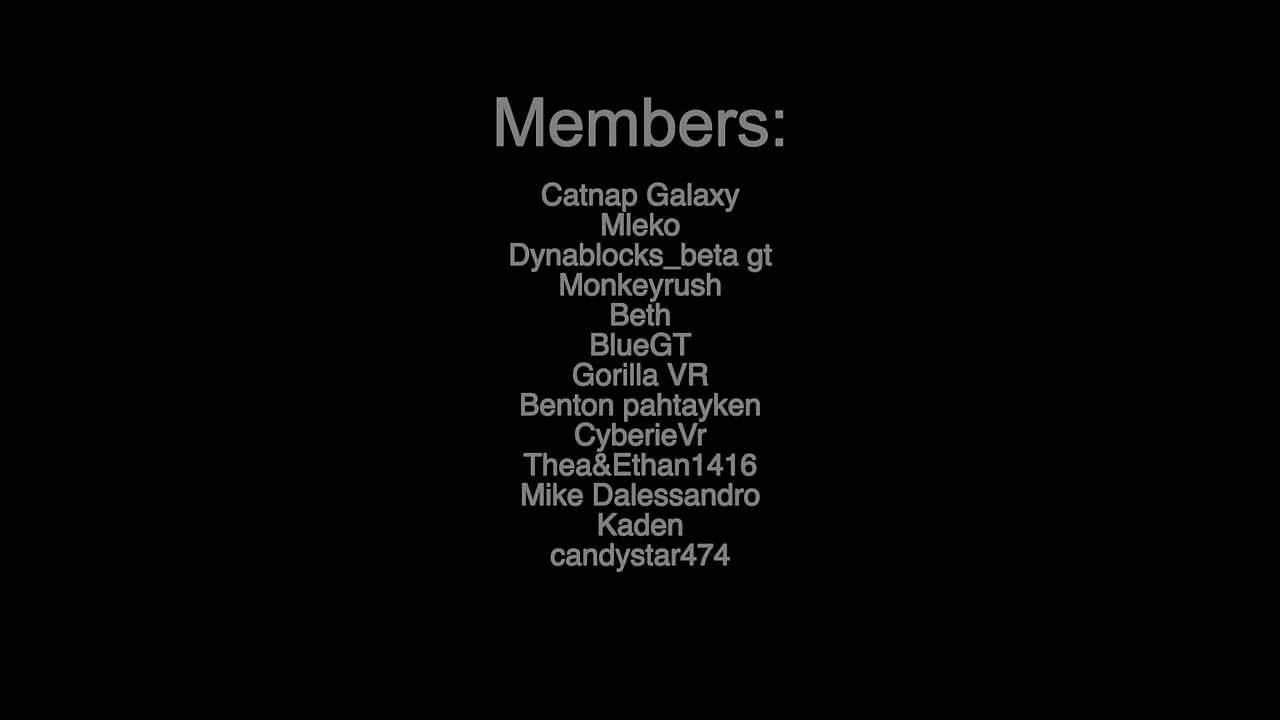 Members:
Catnap Galaxy
Mleko
Dynablocks_beta gt
Monkeyrush
Beth
BlueGT
Gorilla VR
Benton pahtayken
CyberieVr
Thea&Ethan1416
Mike Dalessandro
Kaden
candystar474